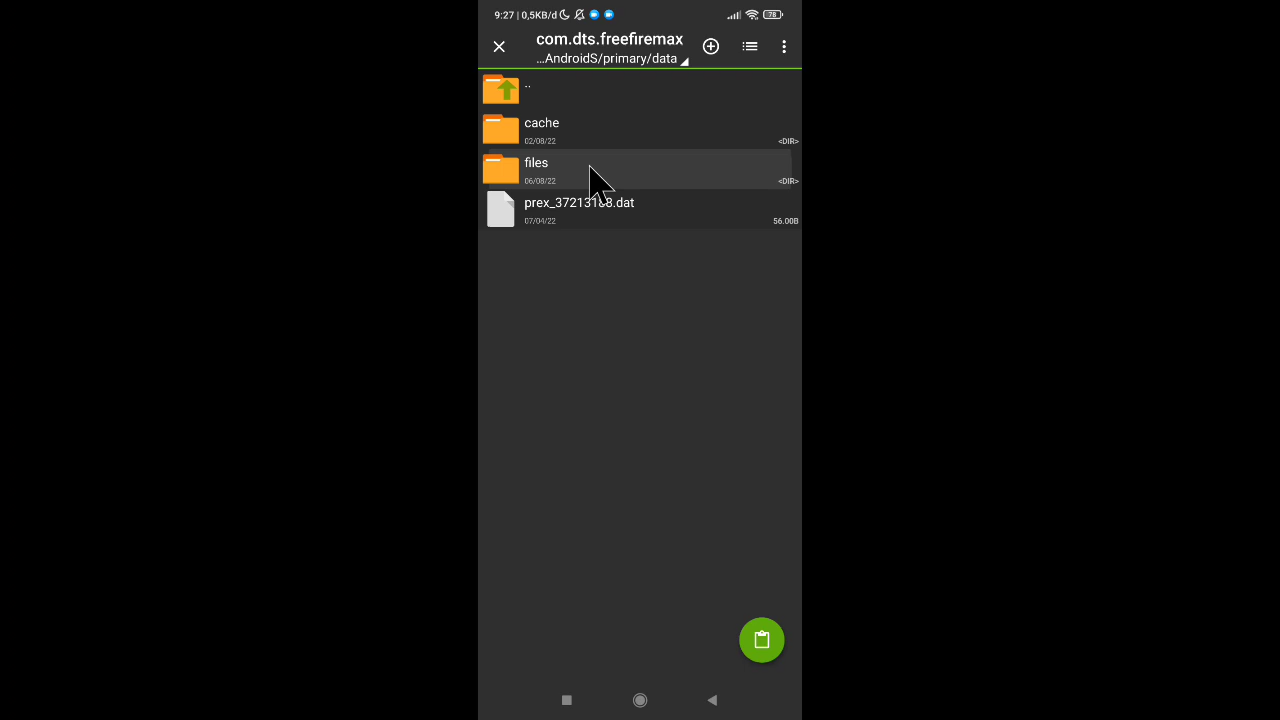 9:27 | 0,5KB/d
78
com.dts.freefiremax
...AndroidS/primary/data
..
cache
02/08/22 <DIR>
files
06/08/22 <DIR>
07/04/22 56.00B